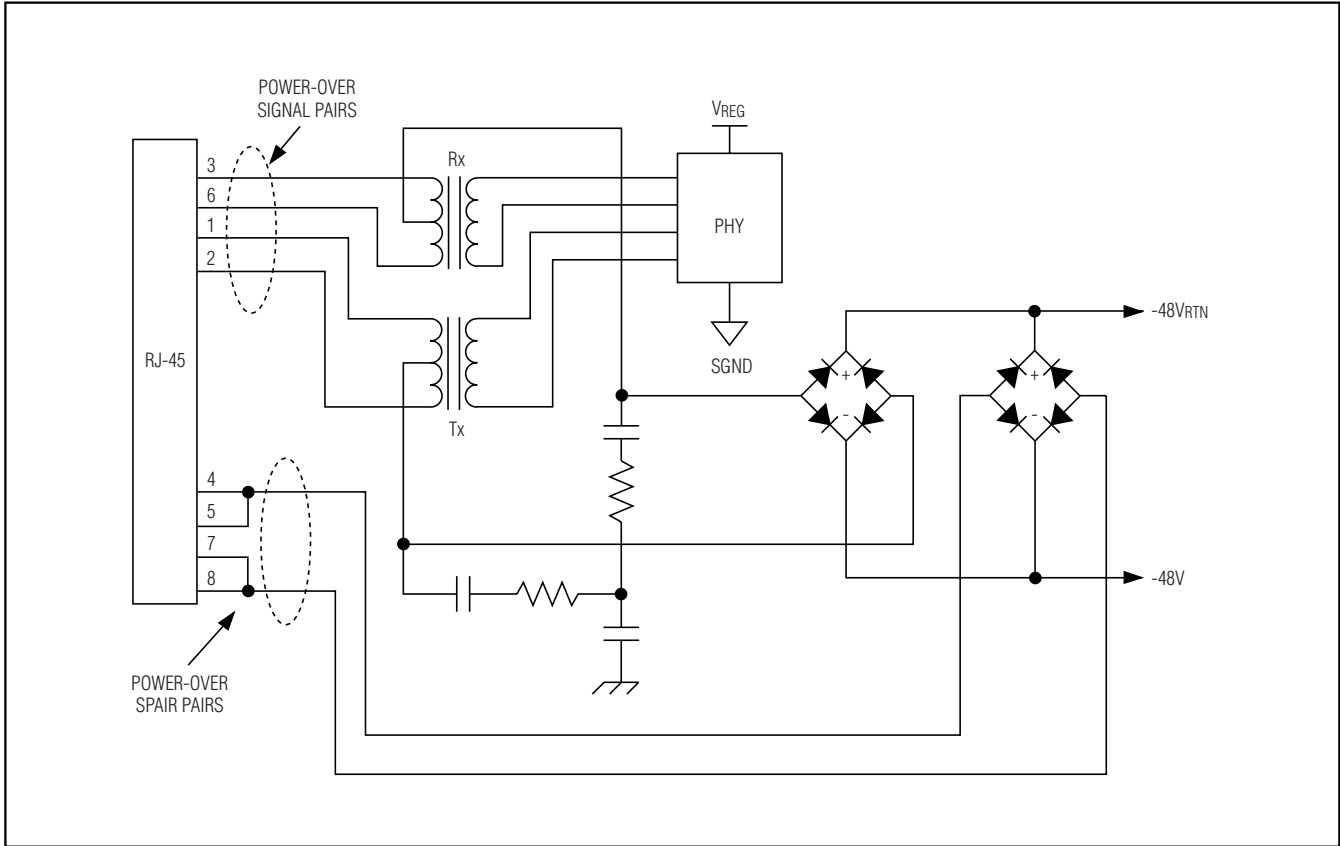 POWER-OVER
SIGNAL PAIRS
VREG
3
Rx
6
1
PHY
2
-48VRTN
RJ-45
SGND
+
+
-
-
Tx
4
5
7
8
-48V
POWER-OVER
SPAIR PAIRS